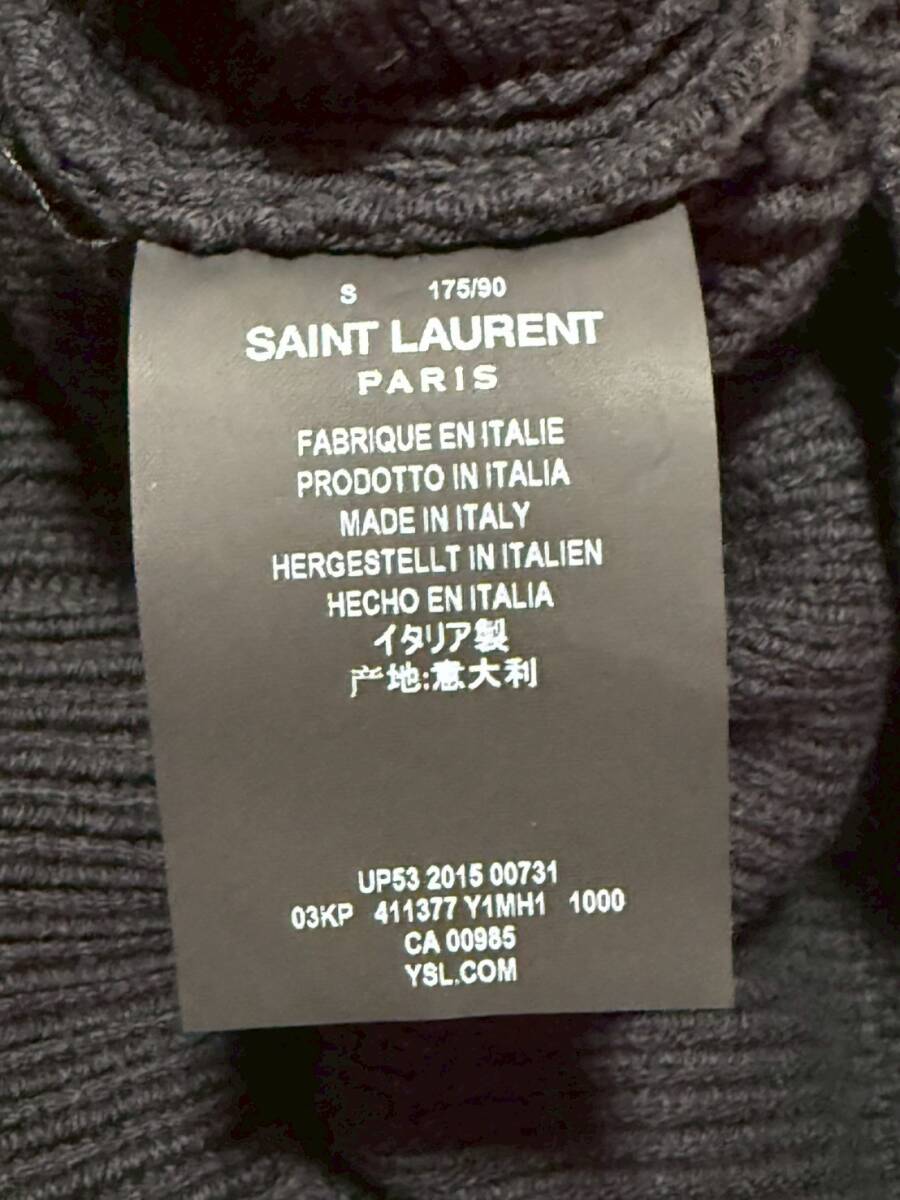 S 175/90
SAINT LAURENT
PARIS
FABRIQUE EN ITALIE
PRODOTTO IN ITALIA
MADE IN ITALY
HERGESTELLT IN ITALIEN
HECHO EN ITALIA
イタリア製
产地:意大利
UP53 2015 00731
03KP 411377 Y1MH1 1000
CA 00985
YSL.COM